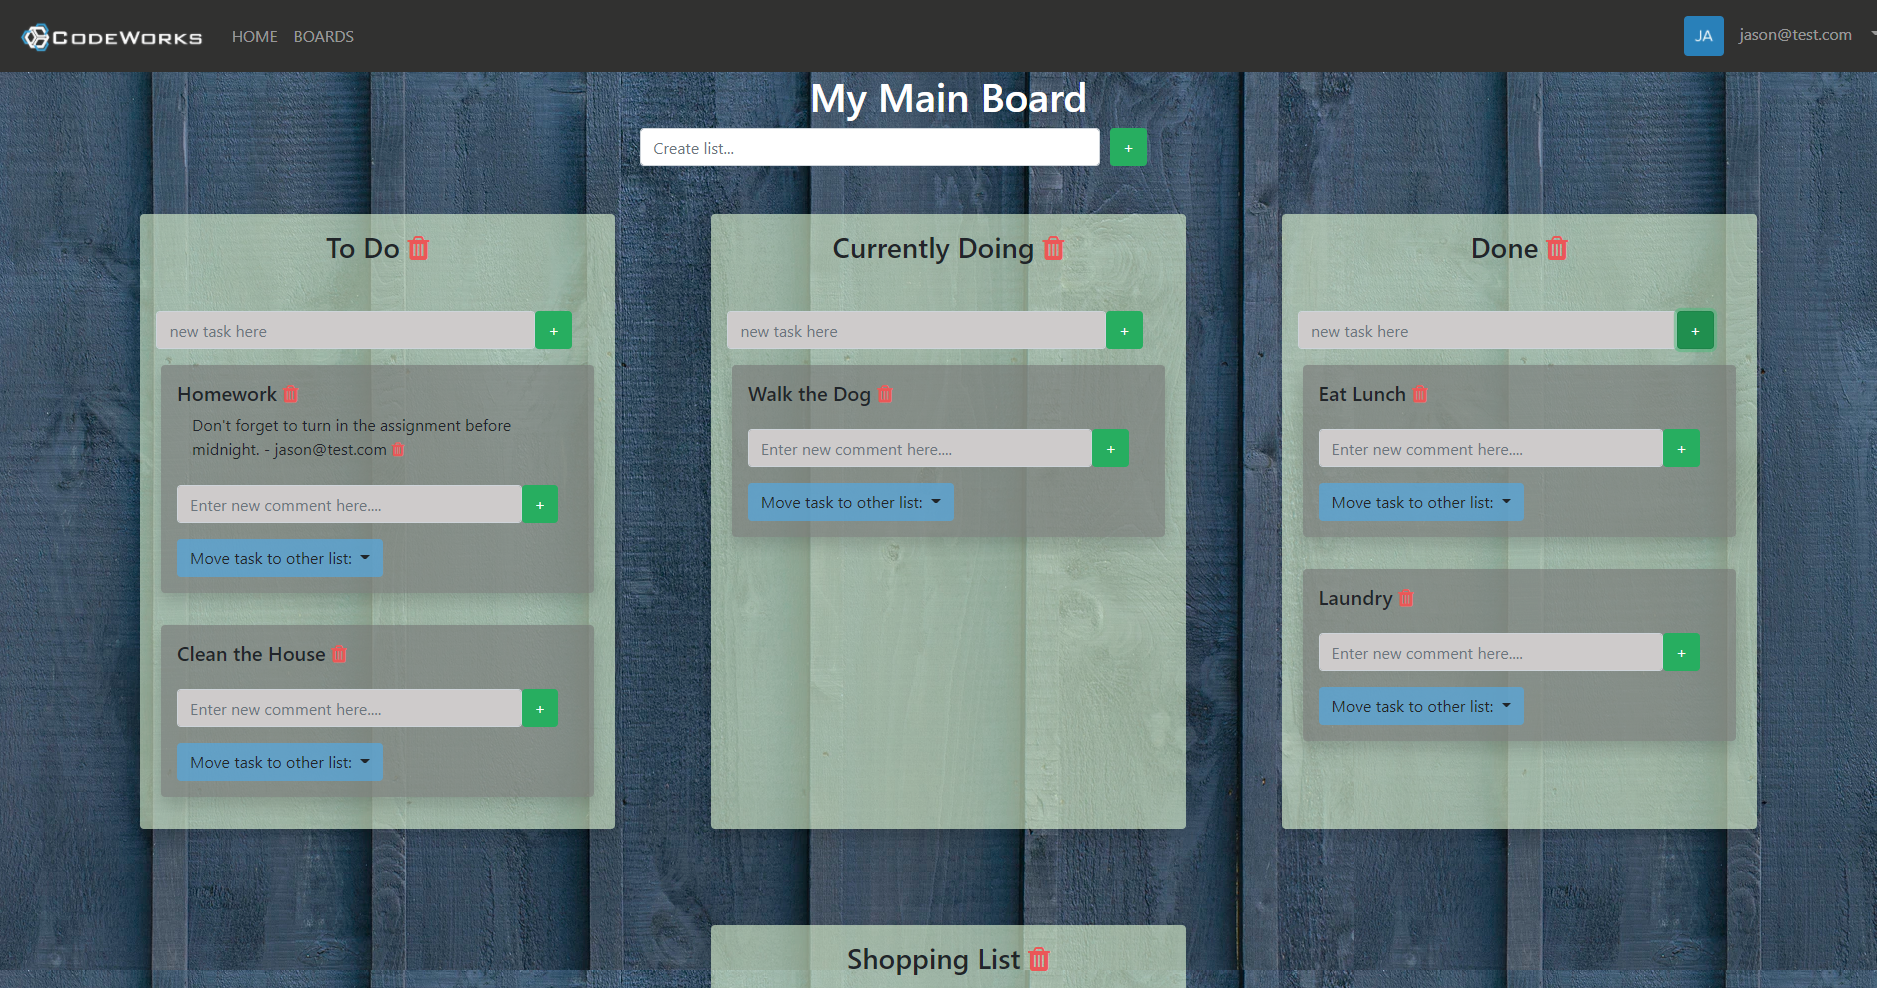 CODEWORKS HOME BOARDS JA jason@test.com
My Main Board
Create list... +
To Do
new task here +
Homework
Don't forget to turn in the assignment before
midnight. - jason@test.com
Enter new comment here.... +
Move task to other list:
Clean the House
Enter new comment here.... +
Move task to other list:
Currently Doing
new task here +
Walk the Dog
Enter new comment here.... +
Move task to other list:
Done
new task here +
Eat Lunch
Enter new comment here.... +
Move task to other list:
Laundry
Enter new comment here.... +
Move task to other list:
Shopping List